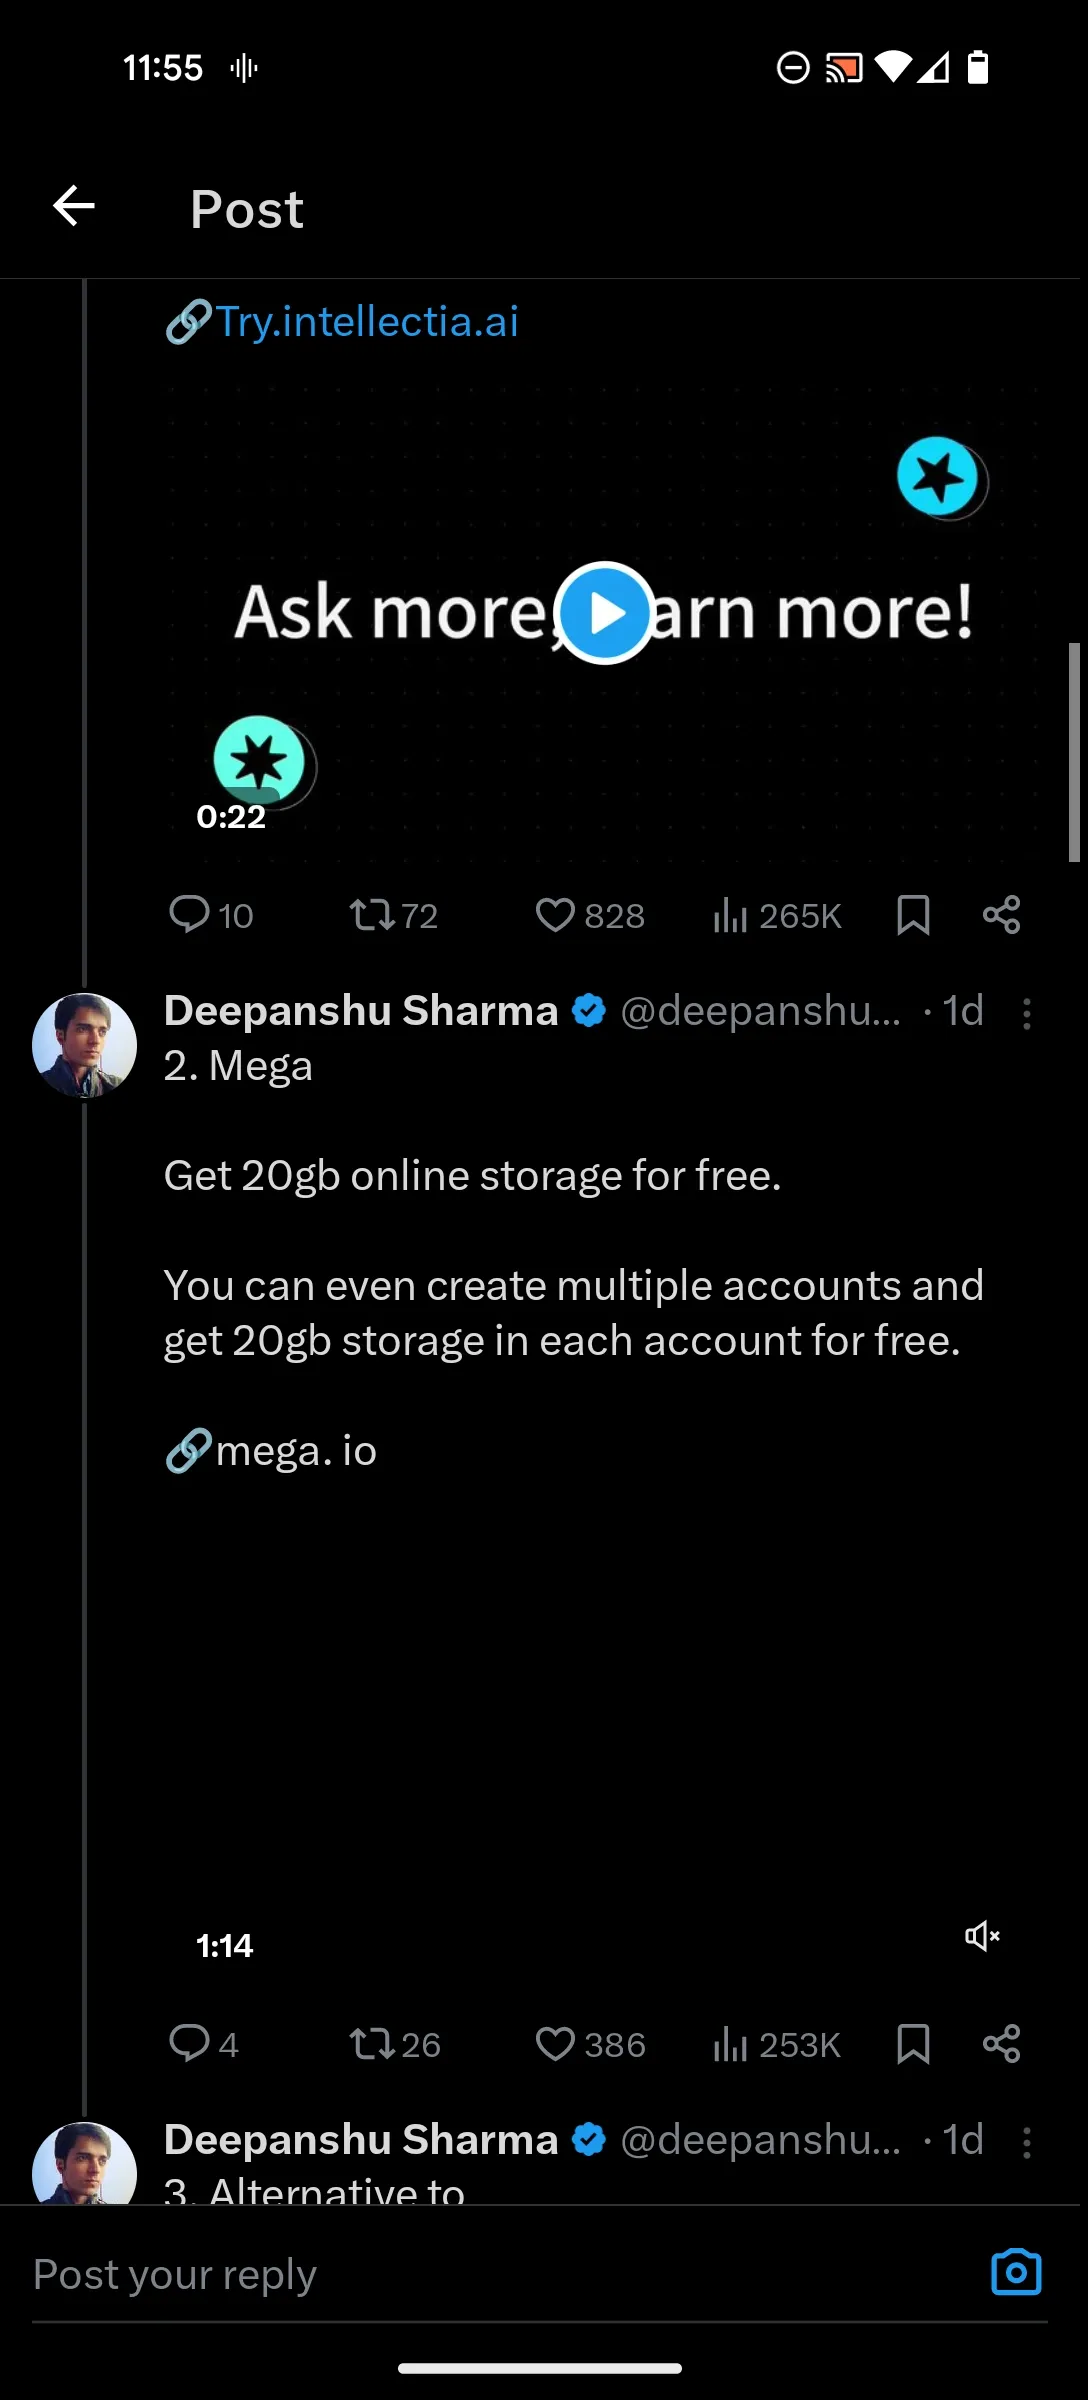 11:55
Post
🔗Try.intellectia.ai
Ask more, arn more!
0:22
10 72 828 265K
Deepanshu Sharma @deepanshu... · 1d
2. Mega
Get 20gb online storage for free.
You can even create multiple accounts and
get 20gb storage in each account for free.
🔗mega. io
1:14
4 26 386 253K
Deepanshu Sharma @deepanshu... · 1d
3. Alternative to
Post your reply